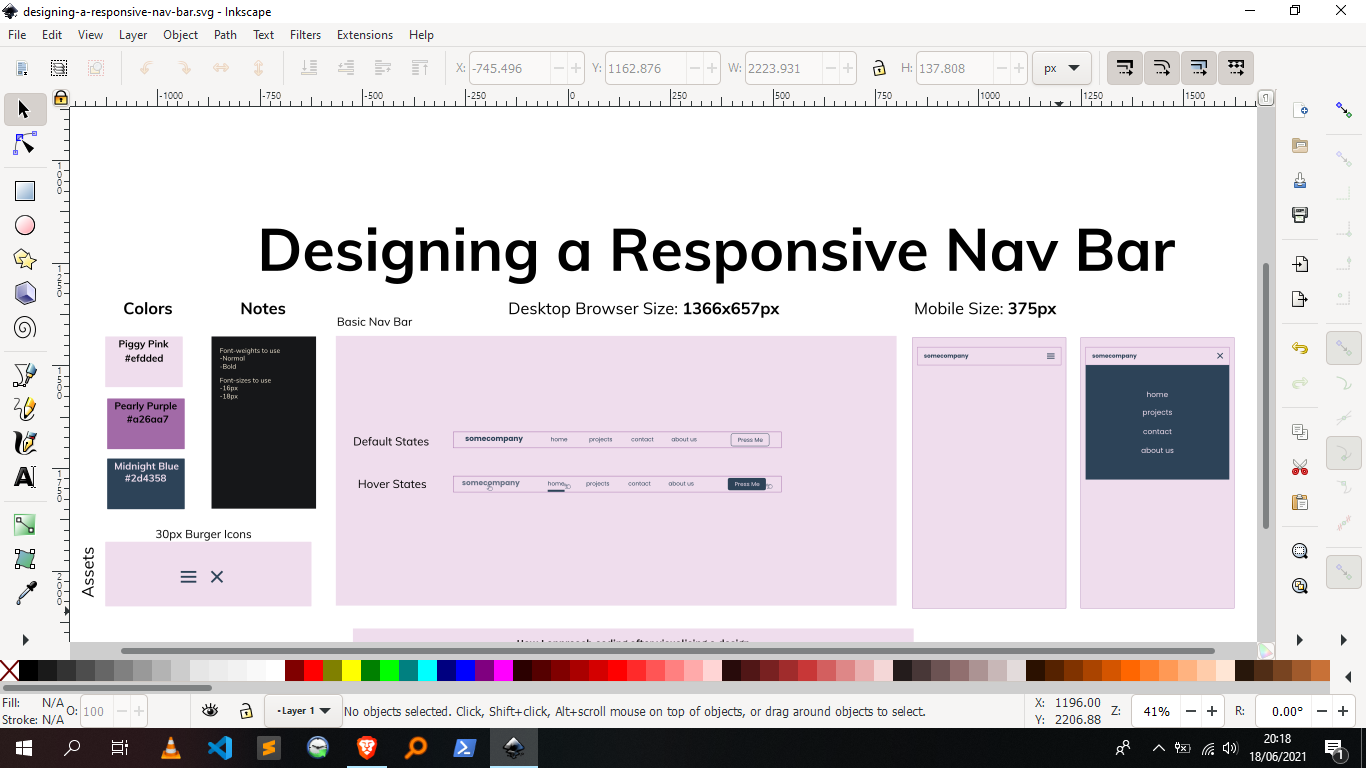 designing-a-responsive-nav-bar.svg - Inkscape
File Edit View Layer Object Path Text Filters Extensions Help
X: -745.496 Y: 1162.876 W: 2223.931 H: 137.808 px
-1000 -750 -500 -250 0 250 500 750 1000 1250 1500
1000
1250
1500
1750
2000
Designing a Responsive Nav Bar
Colors
Notes
Desktop Browser Size: 1366x657px
Mobile Size: 375px
Basic Nav Bar
Piggy Pink
#efdded
Pearly Purple
#a26aa7
Midnight Blue
#2d4358
Font-weights to use
-Normal
-Bold
Font-sizes to use
-16px
-18px
Default States
somecompany home projects contact about us Press Me
Hover States
somecompany home projects contact about us Press Me
somecompany
somecompany
home
projects
contact
about us
Assets
30px Burger Icons
Fill: N/A
Stroke: N/A
O: 100
Layer 1
No objects selected. Click, Shift+click, Alt+scroll mouse on top of objects, or drag around objects to select.
X: 1196.00
Y: 2206.88
Z: 41%
R: 0.00°
20:18
18/06/2021
1